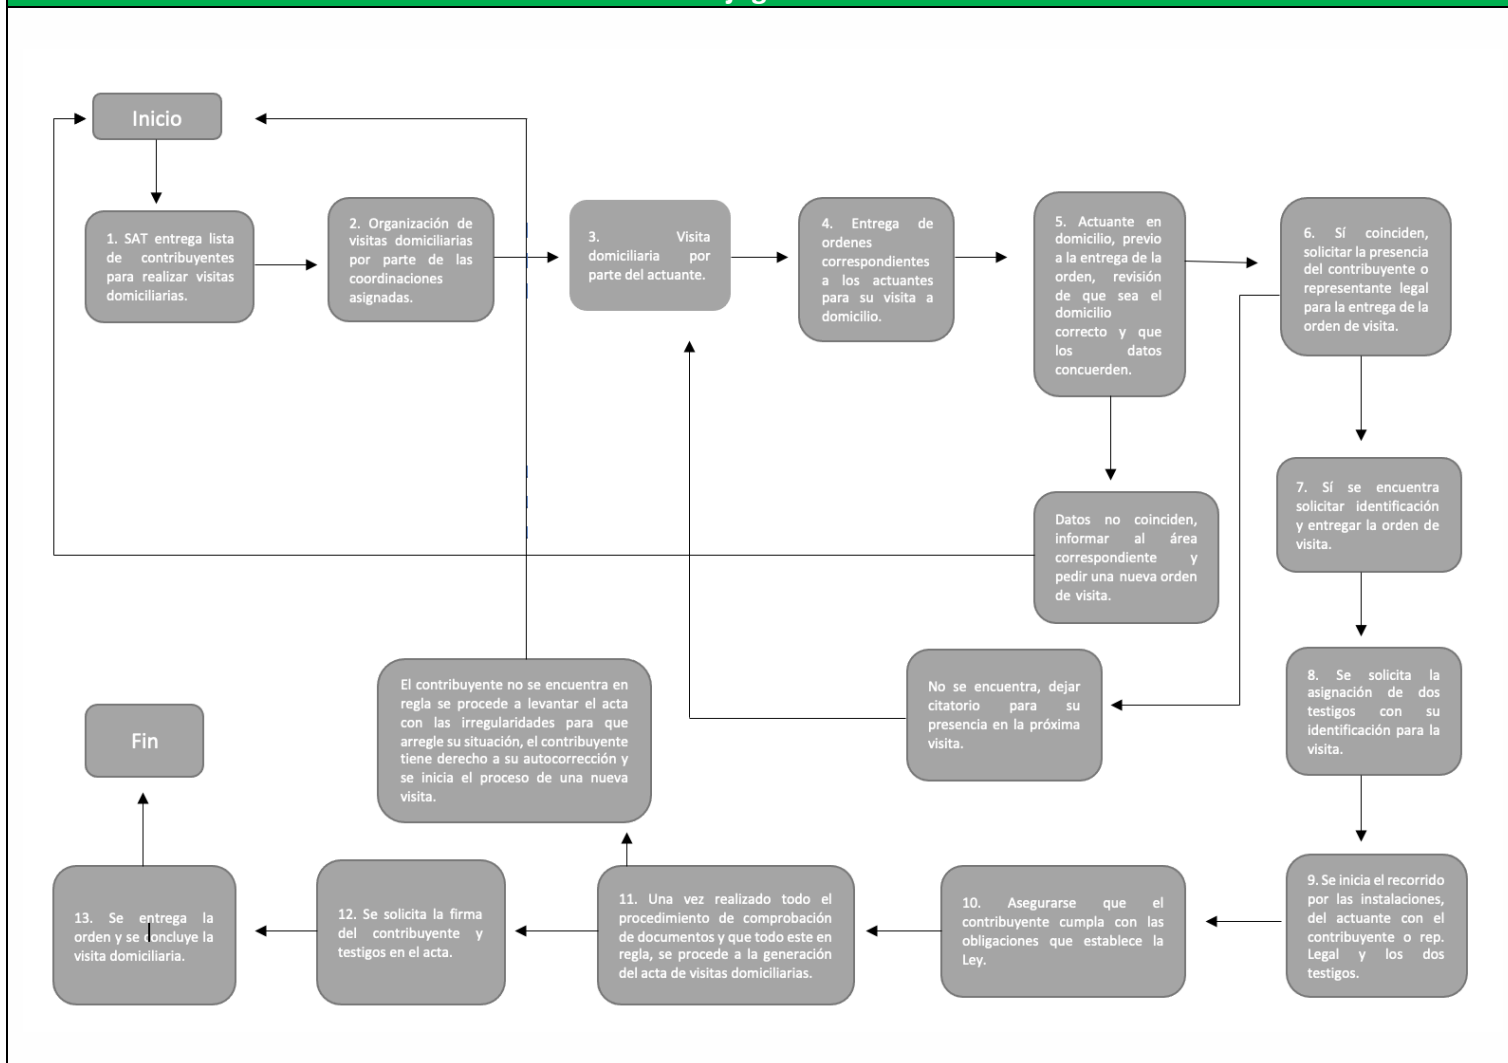 Inicio
1. SAT entrega lista
de contribuyentes
para realizar visitas
domiciliarias.
2. Organización de
visitas domiciliarias
por parte de las
coordinaciones
asignadas.
3. Visita
domiciliaria por
parte del actuante.
4. Entrega de
ordenes
correspondientes
a los actuantes
para su visita a
domicilio.
5. Actuante en
domicilio, previo
a la entrega de la
orden, revisión
de que sea el
domicilio
correcto y que
los datos
concuerden.
6. Sí coinciden,
solicitar la presencia
del contribuyente o
representante legal
para la entrega de la
orden de visita.
7. Sí se encuentra
solicitar identificación
y entregar la orden de
visita.
Datos no coinciden,
informar al área
correspondiente y
pedir una nueva orden
de visita.
8. Se solicita la
asignación de dos
testigos con su
identificación para la
visita.
No se encuentra, dejar
citatorio para su
presencia en la próxima
visita.
El contribuyente no se encuentra en
regla se procede a levantar el acta
con las irregularidades para que
arregle su situación, el contribuyente
tiene derecho a su autocorrección y
se inicia el proceso de una nueva
visita.
Fin
9. Se inicia el recorrido
por las instalaciones,
del actuante con el
contribuyente o rep.
Legal y los dos
testigos.
10. Asegurarse que el
contribuyente cumpla con las
obligaciones que establece la
Ley.
11. Una vez realizado todo el
procedimiento de comprobación
de documentos y que todo este en
regla, se procede a la generación
del acta de visitas domiciliarias.
12. Se solicita la firma
del contribuyente y
testigos en el acta.
13. Se entrega la
orden y se concluye la
visita domiciliaria.